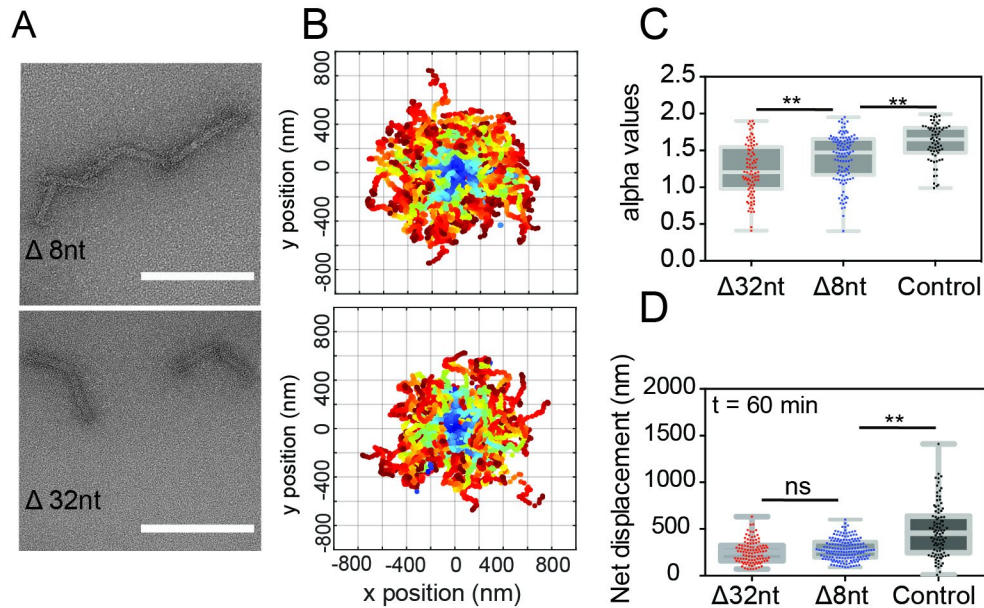 A
Δ 8nt
Δ 32nt
B
y position (nm)
800
400
0
-400
-800
y position (nm)
800
400
0
-400
-800
-800 -400 0 400 800
x position (nm)
C
alpha values
2.5
2.0
1.5
1.0
0.5
0.0
** **
Δ32nt Δ8nt Control
D
Net displacement (nm)
2000
1500
1000
500
0
t = 60 min
**
ns
Δ32nt Δ8nt Control